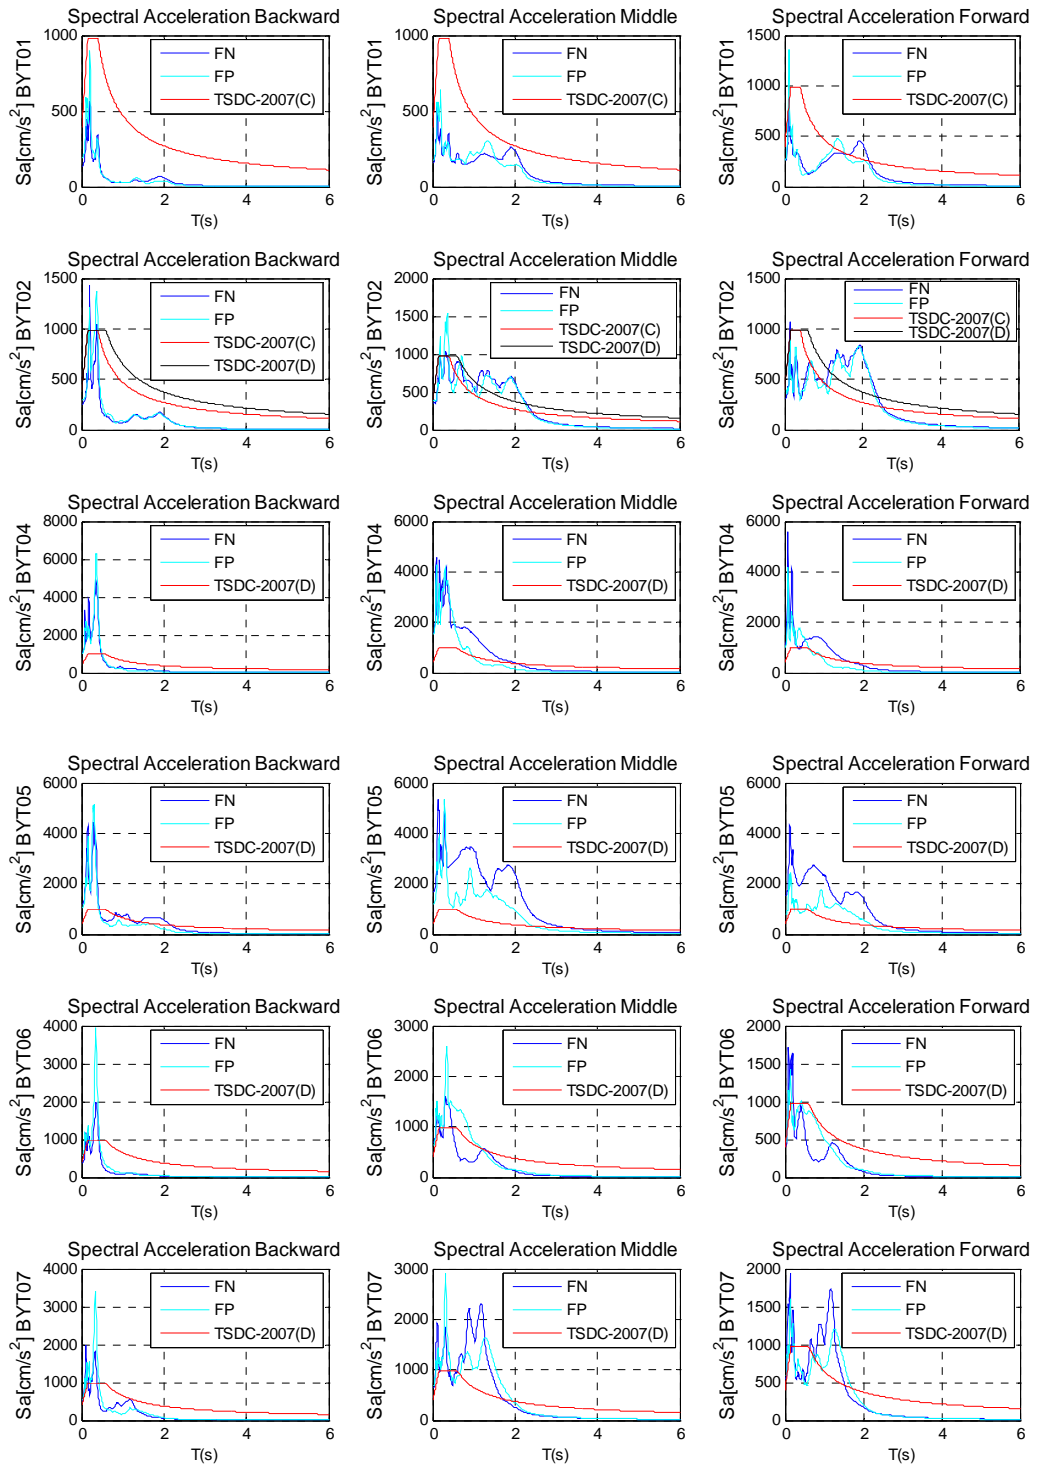 Spectral Acceleration Backward
Spectral Acceleration Middle
Spectral Acceleration Forward
Sa[cm/s²] BYT01
1000
500
0
FN
FP
TSDC-2007(C)
0 2 4 6
T(s)
Sa[cm/s²] BYT01
1000
500
0
FN
FP
TSDC-2007(C)
0 2 4 6
T(s)
Sa[cm/s²] BYT01
1500
1000
500
0
FN
FP
TSDC-2007(C)
0 2 4 6
T(s)
Spectral Acceleration Backward
Spectral Acceleration Middle
Spectral Acceleration Forward
Sa[cm/s²] BYT02
1500
1000
500
0
FN
FP
TSDC-2007(C)
TSDC-2007(D)
0 2 4 6
T(s)
Sa[cm/s²] BYT02
2000
1500
1000
500
0
FN
FP
TSDC-2007(C)
TSDC-2007(D)
0 2 4 6
T(s)
Sa[cm/s²] BYT02
1500
1000
500
0
FN
FP
TSDC-2007(C)
TSDC-2007(D)
0 2 4 6
T(s)
Spectral Acceleration Backward
Spectral Acceleration Middle
Spectral Acceleration Forward
Sa[cm/s²] BYT04
8000
6000
4000
2000
0
FN
FP
TSDC-2007(D)
0 2 4 6
T(s)
Sa[cm/s²] BYT04
6000
4000
2000
0
FN
FP
TSDC-2007(D)
0 2 4 6
T(s)
Sa[cm/s²] BYT04
6000
4000
2000
0
FN
FP
TSDC-2007(D)
0 2 4 6
T(s)
Spectral Acceleration Backward
Spectral Acceleration Middle
Spectral Acceleration Forward
Sa[cm/s²] BYT05
6000
4000
2000
0
FN
FP
TSDC-2007(D)
0 2 4 6
T(s)
Sa[cm/s²] BYT05
6000
4000
2000
0
FN
FP
TSDC-2007(D)
0 2 4 6
T(s)
Sa[cm/s²] BYT05
6000
4000
2000
0
FN
FP
TSDC-2007(D)
0 2 4 6
T(s)
Spectral Acceleration Backward
Spectral Acceleration Middle
Spectral Acceleration Forward
Sa[cm/s²] BYT06
4000
3000
2000
1000
0
FN
FP
TSDC-2007(D)
0 2 4 6
T(s)
Sa[cm/s²] BYT06
3000
2000
1000
0
FN
FP
TSDC-2007(D)
0 2 4 6
T(s)
Sa[cm/s²] BYT06
2000
1500
1000
500
0
FN
FP
TSDC-2007(D)
0 2 4 6
T(s)
Spectral Acceleration Backward
Spectral Acceleration Middle
Spectral Acceleration Forward
Sa[cm/s²] BYT07
4000
3000
2000
1000
0
FN
FP
TSDC-2007(D)
0 2 4 6
T(s)
Sa[cm/s²] BYT07
3000
2000
1000
0
FN
FP
TSDC-2007(D)
0 2 4 6
T(s)
Sa[cm/s²] BYT07
2000
1500
1000
500
0
FN
FP
TSDC-2007(D)
0 2 4 6
T(s)